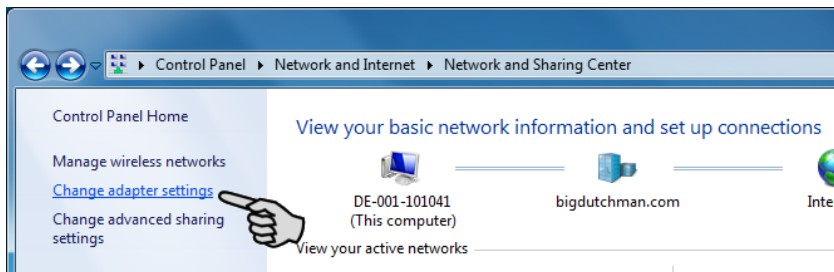 Control Panel Network and Internet Network and Sharing Center
Control Panel Home
Manage wireless networks
Change adapter settings
Change advanced sharing
settings
View your basic network information and set up connections
DE-001-101041
(This computer)
bigdutchman.com
Inte
View your active networks